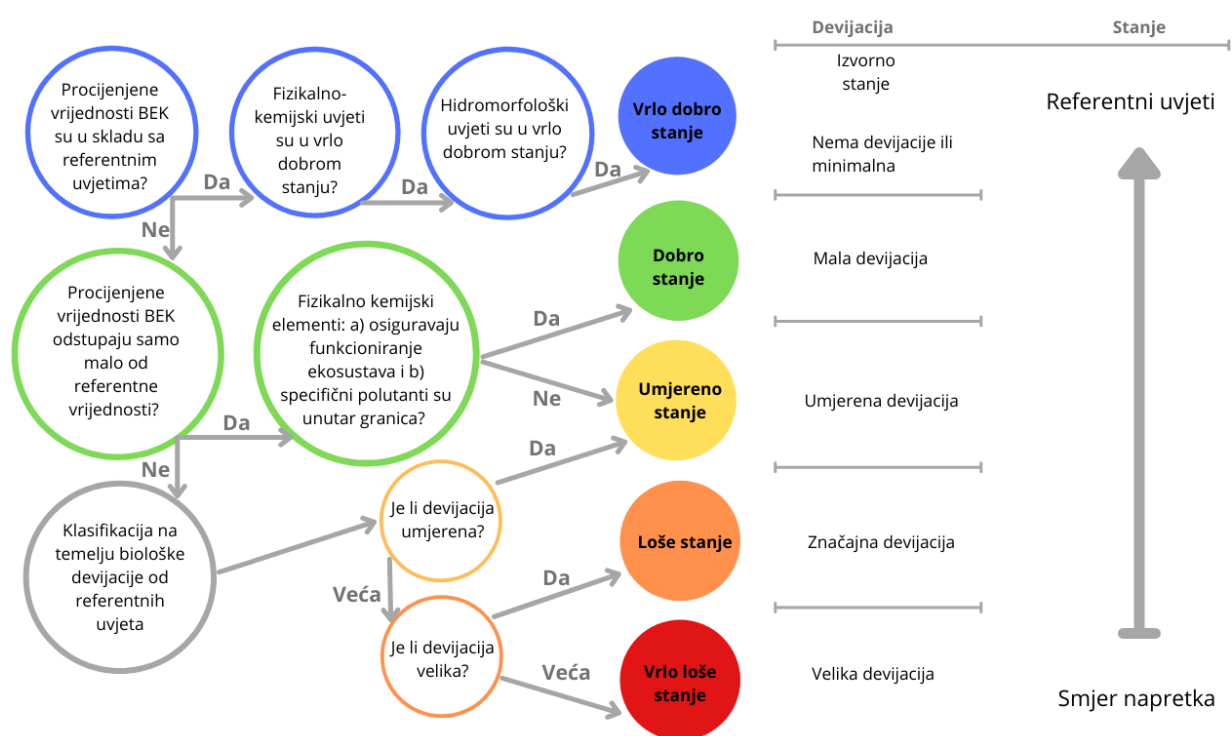 Devijacija
Stanje
Procijenjene
vrijednosti BEK
su u skladu sa
referentnim
uvjetima?
Da
Fizikalno-
kemijski uvjeti
su u vrlo
dobrom
stanju?
Da
Hidromorfološki
uvjeti su u vrlo
dobrom stanju?
Da
Vrlo dobro
stanje
Izvorno
stanje
Nema devijacije ili
minimalna
Referentni uvjeti
Ne
Procijenjene
vrijednosti BEK
odstupaju samo
malo od
referentne
vrijednosti?
Da
Fizikalno kemijski
elementi: a) osiguravaju
funkcioniranje
ekosustava i b)
specifični polutanti su
unutar granica?
Da
Dobro
stanje
Mala devijacija
Ne
Umjereno
stanje
Umjerena devijacija
Ne
Klasifikacija na
temelju biološke
devijacije od
referentnih
uvjeta
Je li devijacija
umjerena?
Da
Veća
Je li devijacija
velika?
Da
Loše stanje
Značajna devijacija
Veća
Vrlo loše
stanje
Velika devijacija
Smjer napretka